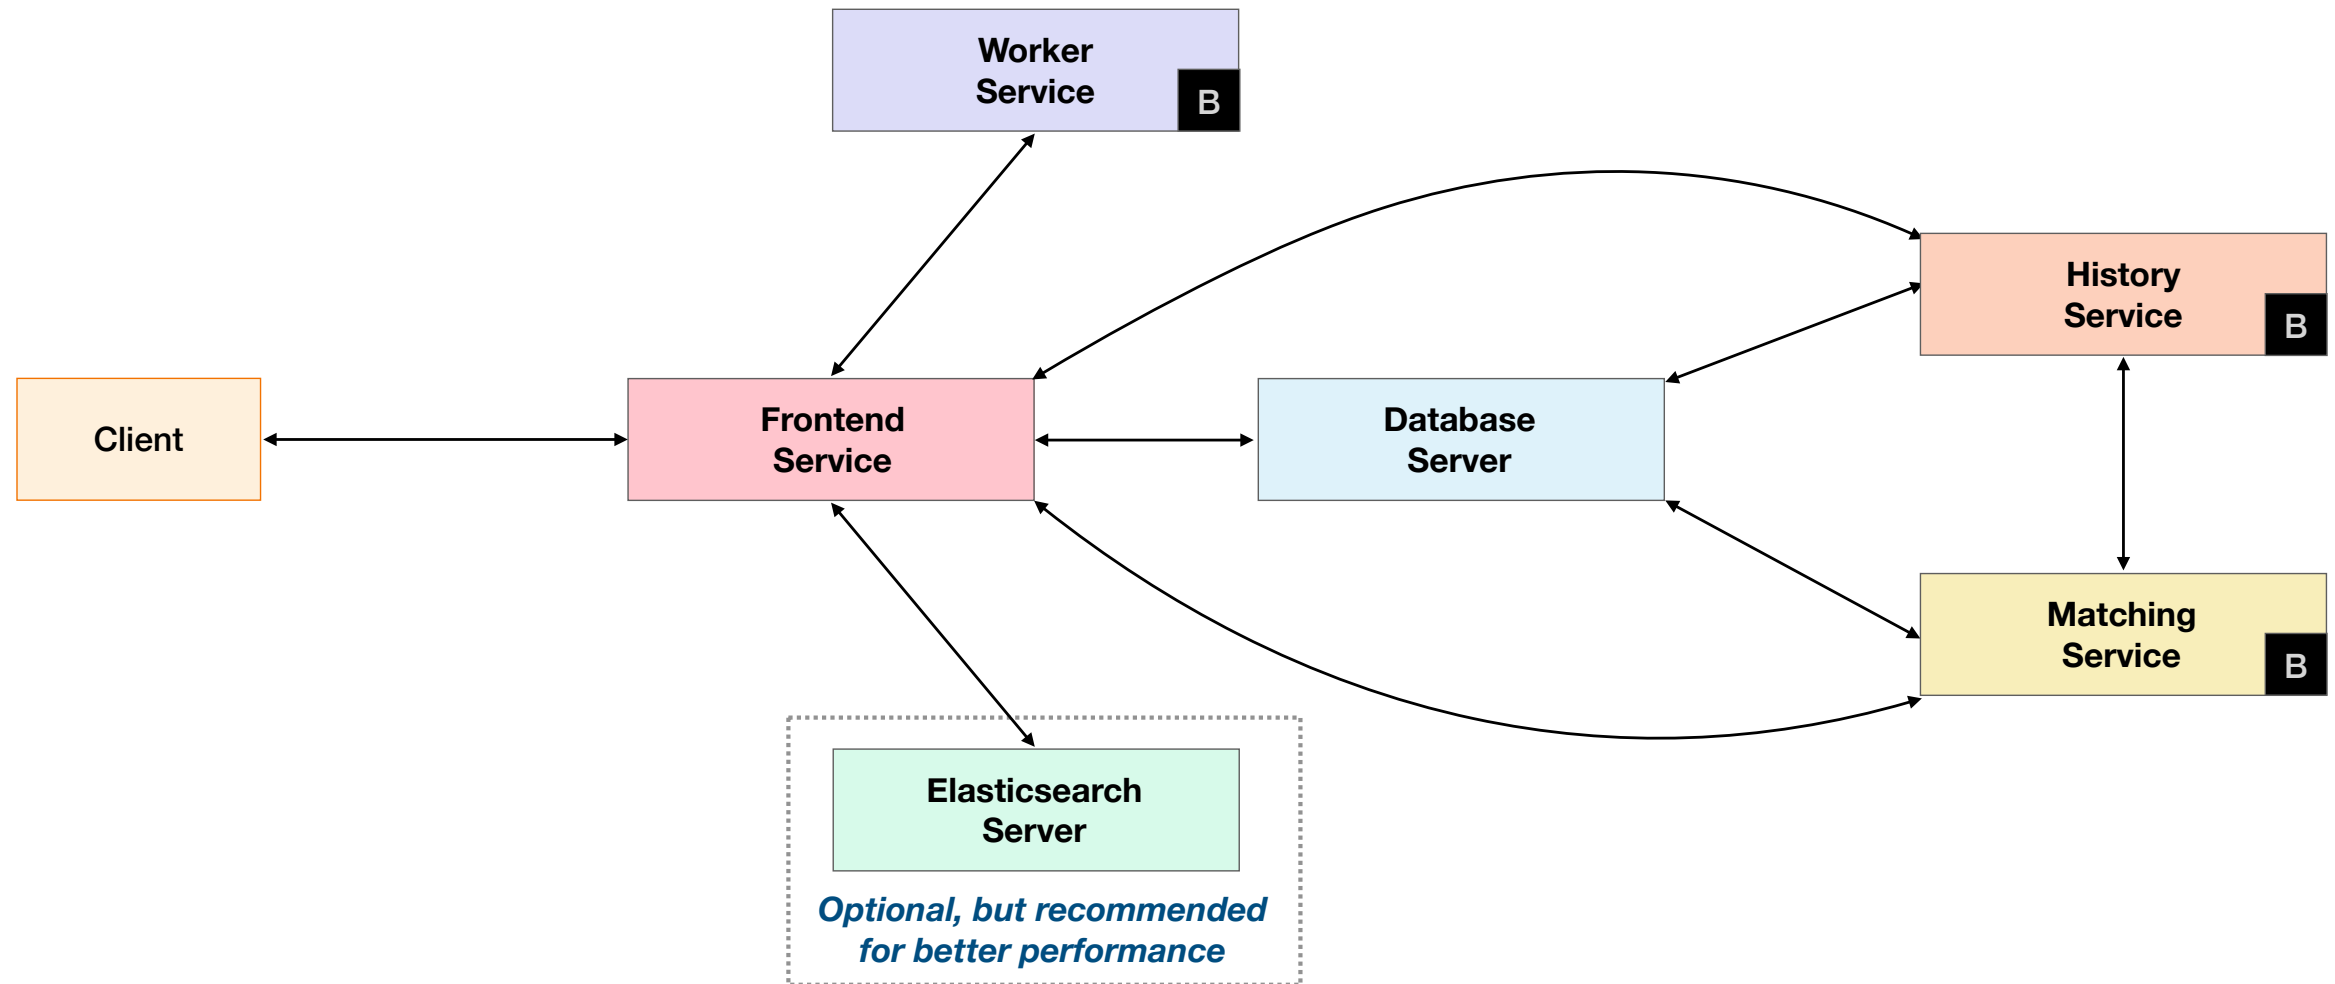 Worker
Service
B
History
Service
B
Client
Frontend
Service
Database
Server
Matching
Service
B
Elasticsearch
Server
Optional, but recommended
for better performance